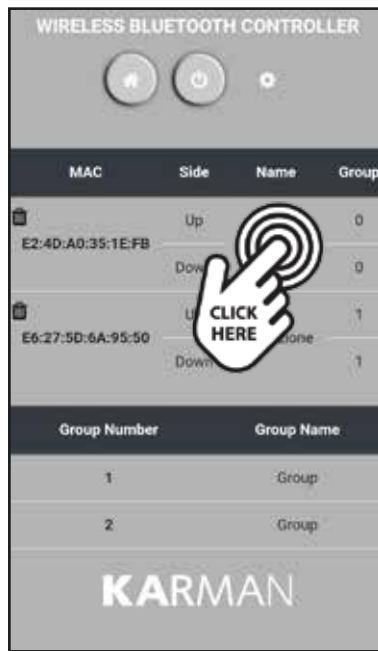 WIRELESS BLUETOOTH CONTROLLER
MAC Side Name Group
Up 0
E2:4D:A0:35:1E:FB
Down 0
CLICK HERE
1
E6:27:5D:6A:95:50
Down 1
Group Number Group Name
1 Group
2 Group
KARMAN